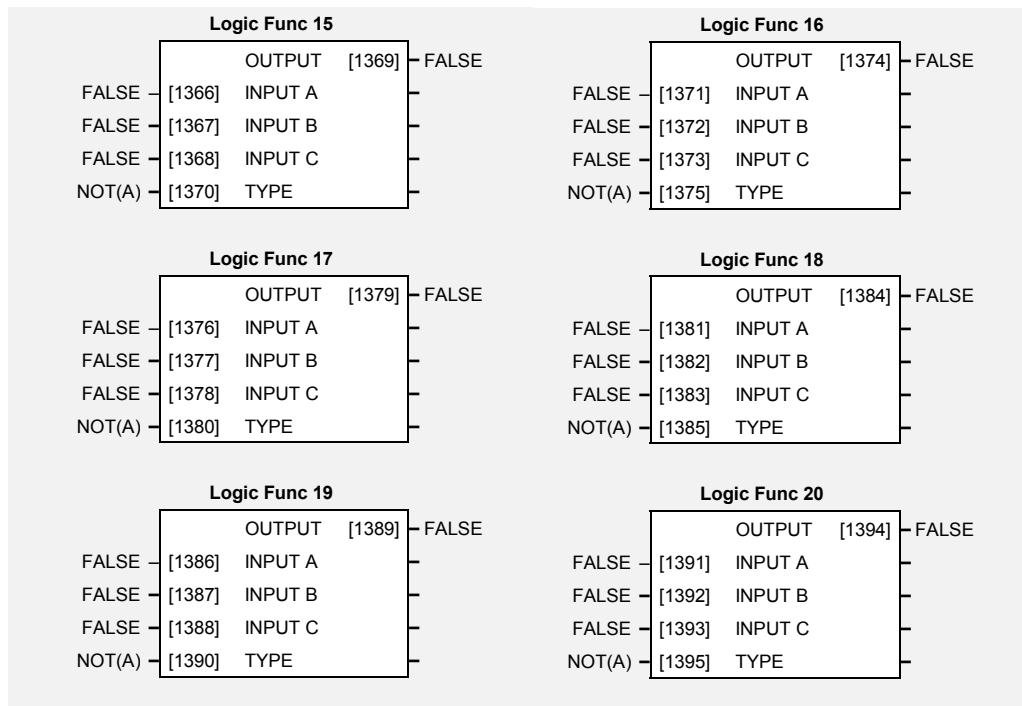 Logic Func 15
OUTPUT [1369] FALSE
FALSE [1366] INPUT A
FALSE [1367] INPUT B
FALSE [1368] INPUT C
NOT(A) [1370] TYPE
Logic Func 16
OUTPUT [1374] FALSE
FALSE [1371] INPUT A
FALSE [1372] INPUT B
FALSE [1373] INPUT C
NOT(A) [1375] TYPE
Logic Func 17
OUTPUT [1379] FALSE
FALSE [1376] INPUT A
FALSE [1377] INPUT B
FALSE [1378] INPUT C
NOT(A) [1380] TYPE
Logic Func 18
OUTPUT [1384] FALSE
FALSE [1381] INPUT A
FALSE [1382] INPUT B
FALSE [1383] INPUT C
NOT(A) [1385] TYPE
Logic Func 19
OUTPUT [1389] FALSE
FALSE [1386] INPUT A
FALSE [1387] INPUT B
FALSE [1388] INPUT C
NOT(A) [1390] TYPE
Logic Func 20
OUTPUT [1394] FALSE
FALSE [1391] INPUT A
FALSE [1392] INPUT B
FALSE [1393] INPUT C
NOT(A) [1395] TYPE